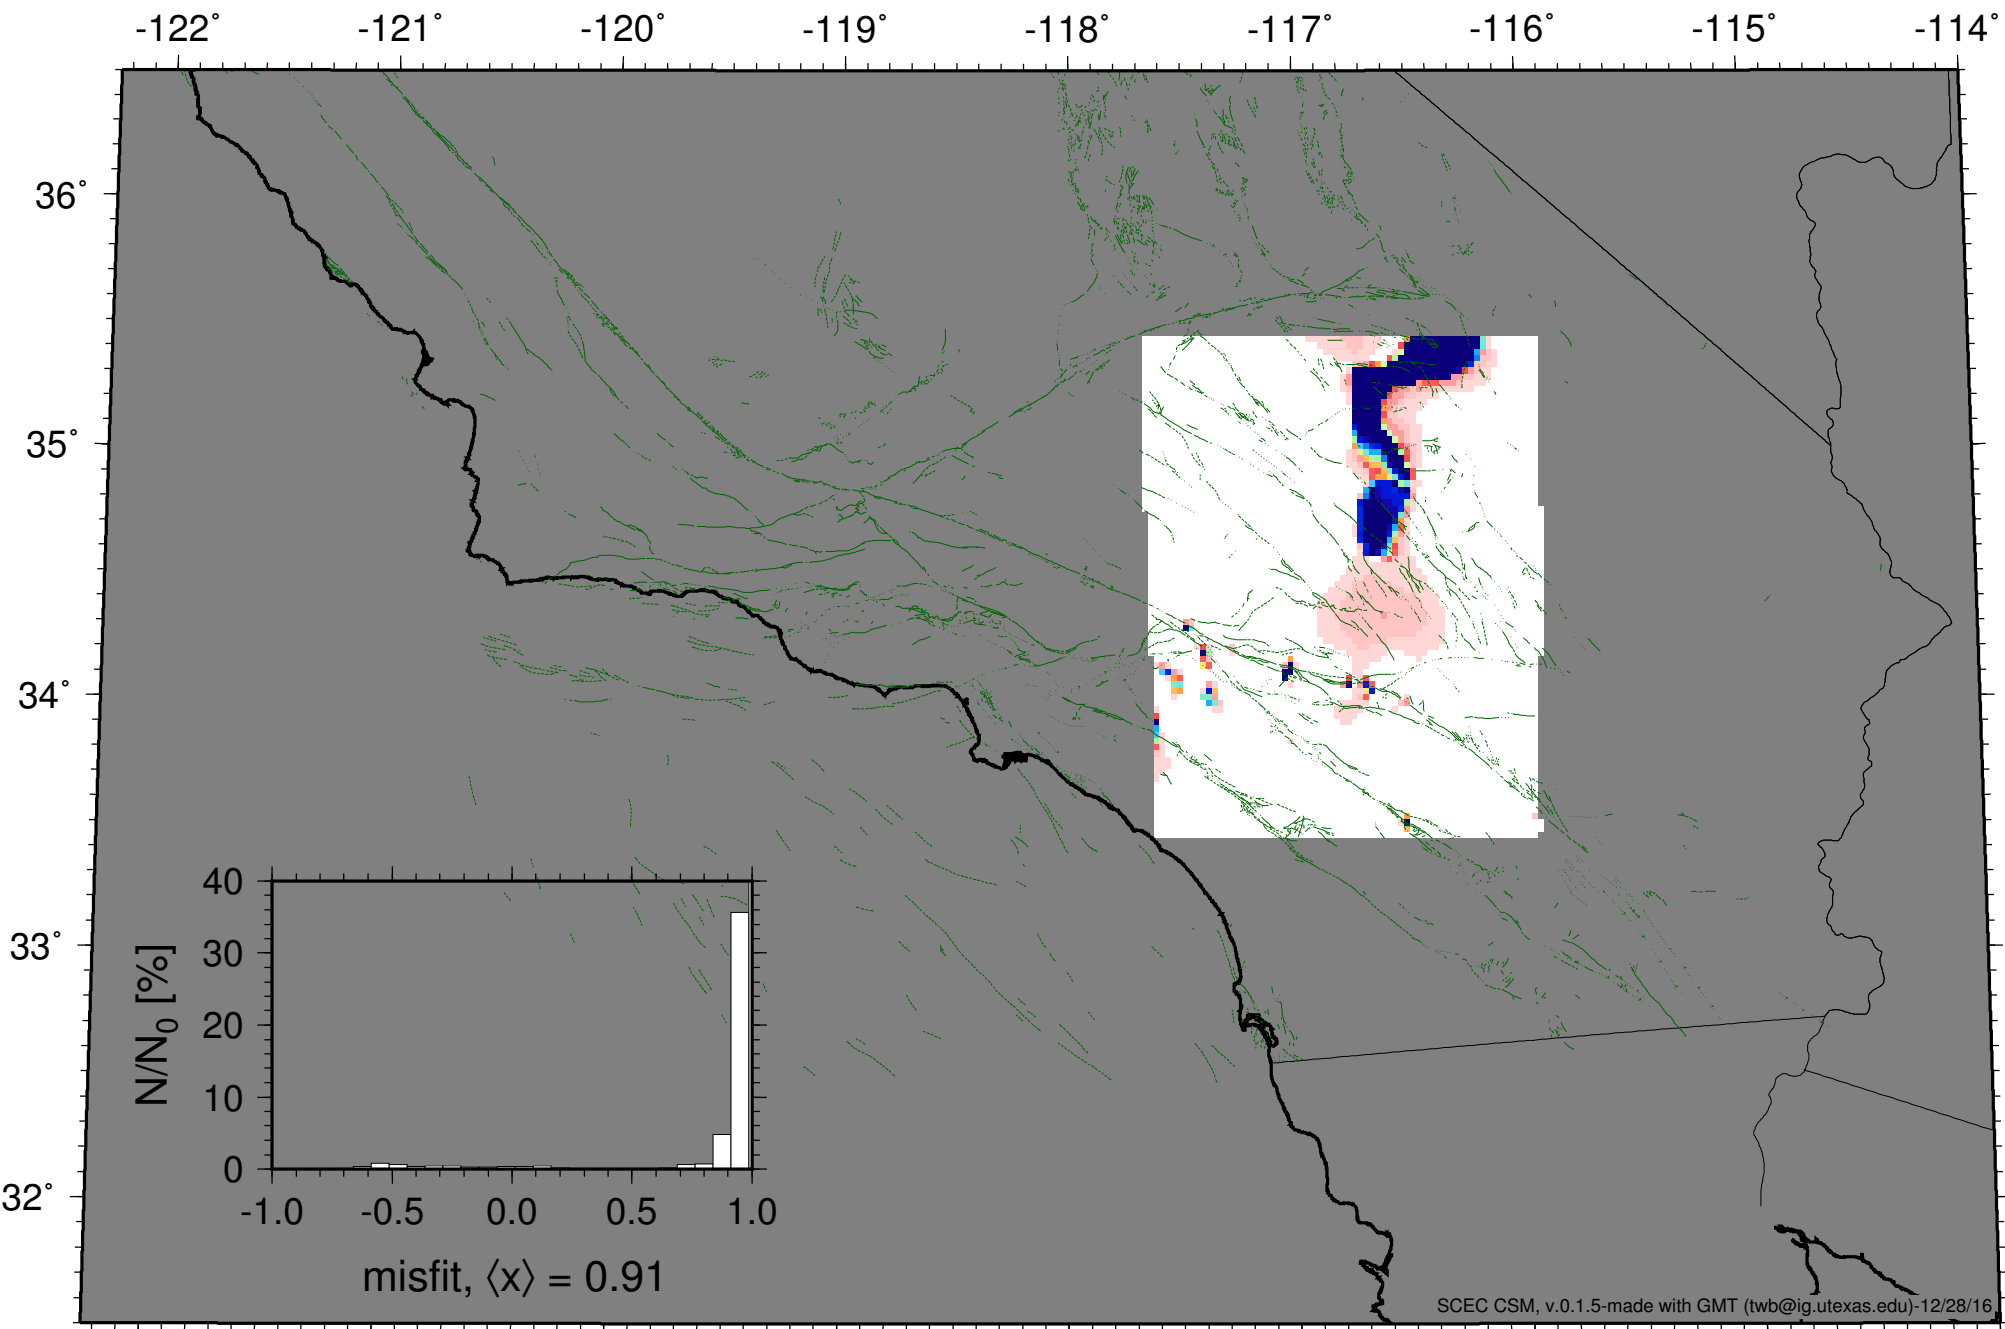 -122˚ -121˚ -120˚ -119˚ -118˚ -117˚ -116˚ -115˚ -114˚
36˚
35˚
34˚
33˚
32˚
40
30
20
10
0
N/N0 [%]
-1.0 -0.5 0.0 0.5 1.0
misfit, ⟨x⟩ = 0.91
SCEC CSM, v.0.1.5-made with GMT (twb@ig.utexas.edu)-12/28/16